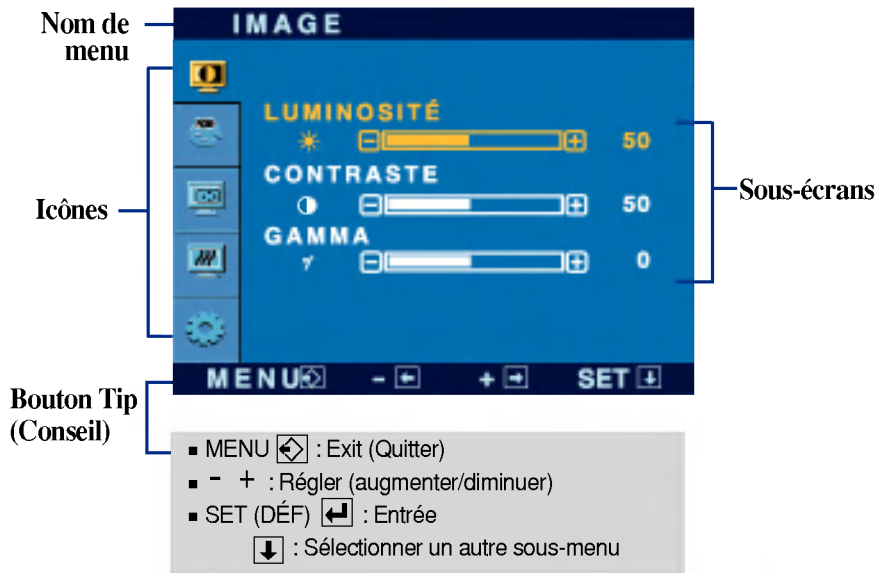 Nom de
menu
IMAGE
Icônes
LUMINOSITÉ
50
CONTRASTE
50
GAMMA
γ 0
Sous-écrans
MENU - ← + → SET ↓
Bouton Tip
(Conseil)
▪ MENU : Exit (Quitter)
▪ - + : Régler (augmenter/diminuer)
▪ SET (DÉF) ↵ : Entrée
↓ : Sélectionner un autre sous-menu